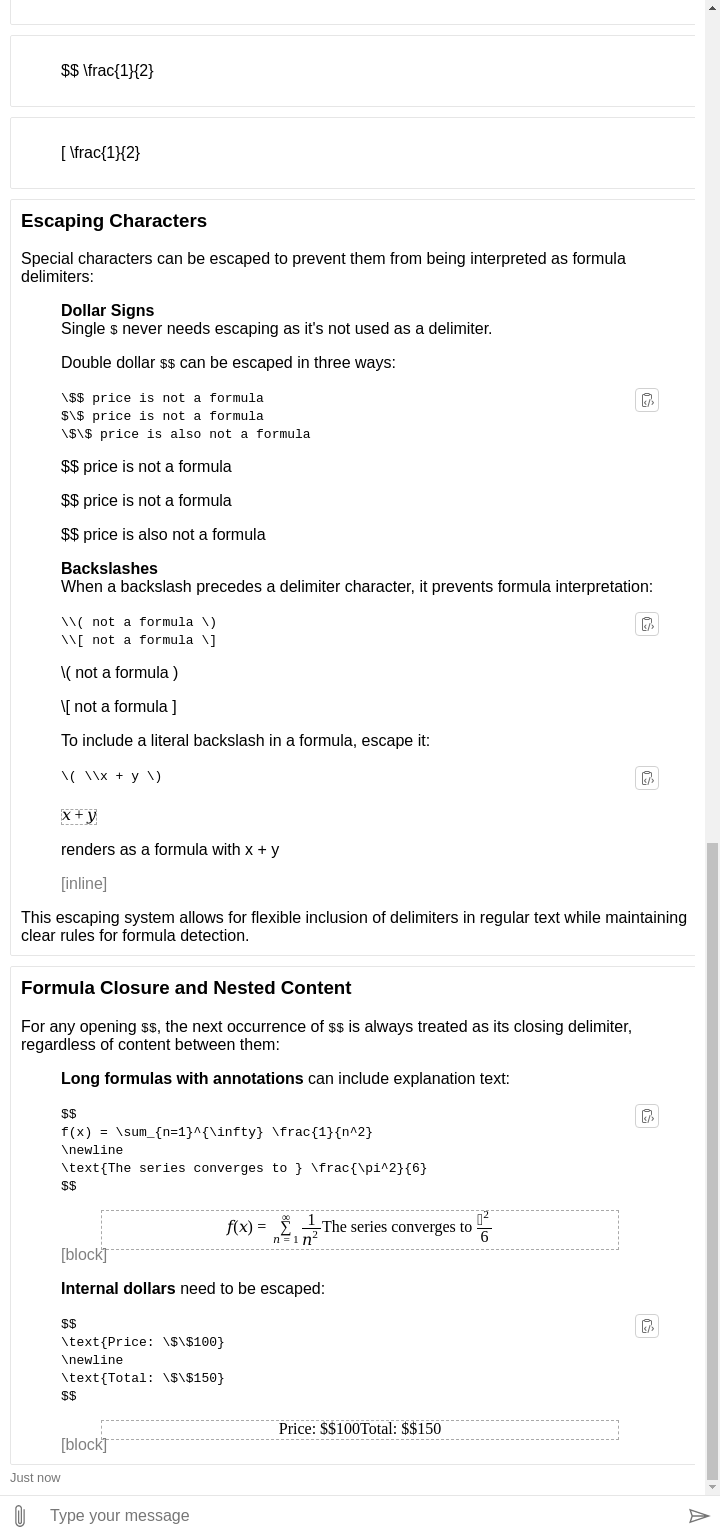 $$ \frac{1}{2}
[ \frac{1}{2}
Escaping Characters
Special characters can be escaped to prevent them from being interpreted as formula
delimiters:
Dollar Signs
Single $ never needs escaping as it's not used as a delimiter.
Double dollar $$ can be escaped in three ways:
\$$ price is not a formula
$\$ price is not a formula
\$\$ price is also not a formula
$$ price is not a formula
$$ price is not a formula
$$ price is also not a formula
Backslashes
When a backslash precedes a delimiter character, it prevents formula interpretation:
\\( not a formula \)
\\[ not a formula \]
\( not a formula )
\[ not a formula ]
To include a literal backslash in a formula, escape it:
\( \\x + y \)
x + y
renders as a formula with x + y
[inline]
This escaping system allows for flexible inclusion of delimiters in regular text while maintaining
clear rules for formula detection.
Formula Closure and Nested Content
For any opening $$, the next occurrence of $$ is always treated as its closing delimiter,
regardless of content between them:
Long formulas with annotations can include explanation text:
$$
f(x) = \sum_{n=1}^{\infty} \frac{1}{n^2}
\newline
\text{The series converges to } \frac{\pi^2}{6}
$$
f(x) = ∑ n = 1 ∞ 1/n² The series converges to ▯²/6
[block]
Internal dollars need to be escaped:
$$
\text{Price: \$\$100}
\newline
\text{Total: \$\$150}
$$
Price: $$100Total: $$150
[block]
Just now
Type your message